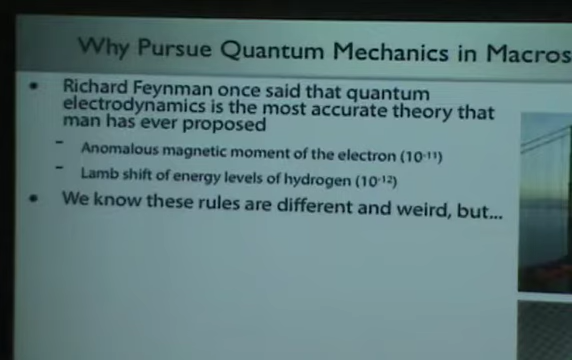 Why Pursue Quantum Mechanics in Macros
• Richard Feynman once said that quantum
electrodynamics is the most accurate theory that
man has ever proposed
– Anomalous magnetic moment of the electron (10⁻¹¹)
– Lamb shift of energy levels of hydrogen (10⁻¹²)
• We know these rules are different and weird, but...